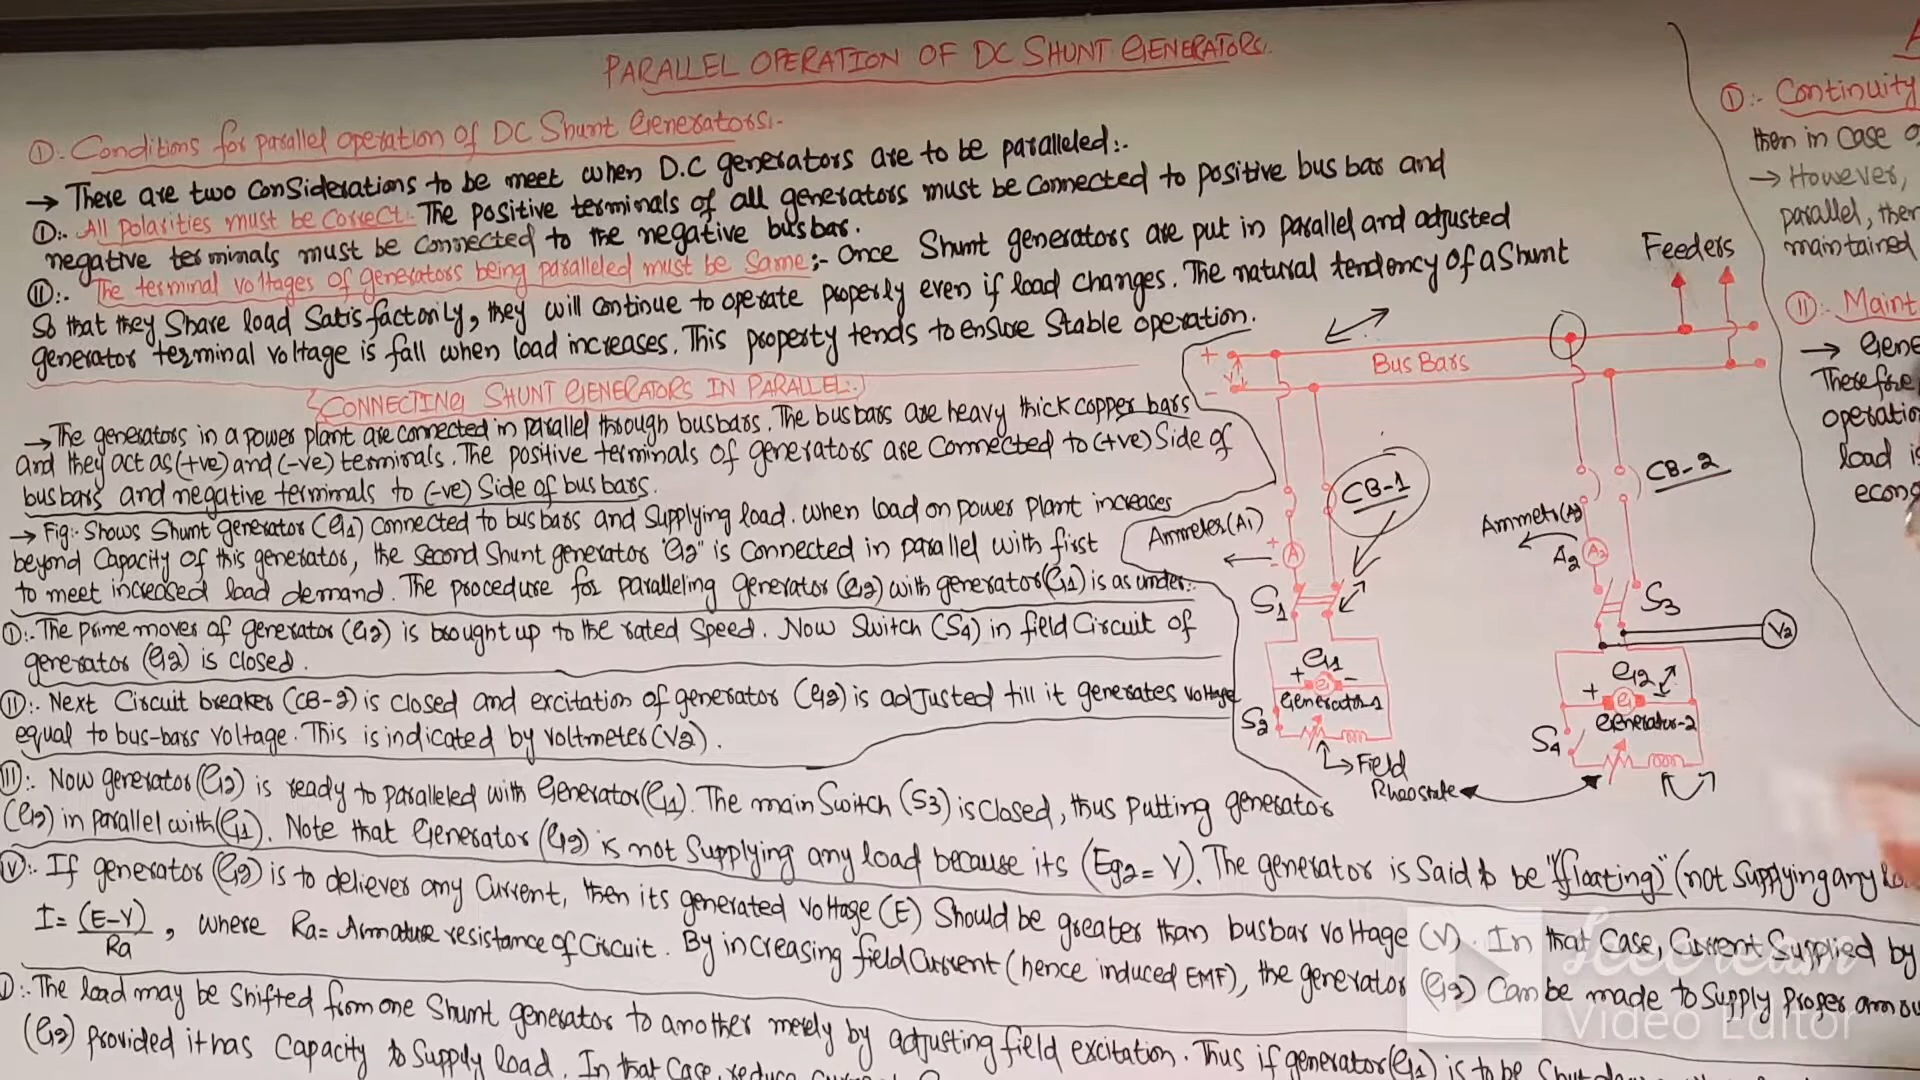 PARALLEL OPERATION OF DC SHUNT GENERATORS:
I:- Conditions for parallel operation of DC Shunt Generators:-
→ There are two Considerations to be meet when D.C generators are to be paralleled:-
I:- All polarities must be correct:- The positive terminals of all generators must be connected to positive bus bar and
negative terminals must be connected to the negative busbar.
II:- The terminal voltages of generators being paralleled must be Same:- Once Shunt generators are put in parallel and adjusted
So that they Share load Satisfactorily, they will continue to operate properly even if load changes. The natural tendency of a Shunt
generator terminal voltage is fall when load increases. This property tends to ensure Stable operation.
CONNECTING SHUNT GENERATORS IN PARALLEL:-
→ The generators in a power plant are connected in parallel through busbars. The busbars are heavy thick copper bars
and they act as (+ve) and (-ve) terminals. The positive terminals of generators are Connected to (+ve) Side of
busbars and negative terminals to (-ve) Side of busbars.
→ Fig:- Shows Shunt generator (G1) Connected to busbars and Supplying load. when load on power plant increases
beyond Capacity of this generator, the second Shunt generator "G2" is Connected in parallel with first
to meet increased load demand. The procedure for paralleling generator (G2) with generator (G1) is as under:-
I:- The prime mover of generator (G2) is brought up to the rated Speed. Now Switch (S4) in field Circuit of
generator (G2) is closed.
II:- Next Circuit breaker (CB-2) is closed and excitation of generator (G2) is adjusted till it generates voltage
equal to bus-bars voltage. This is indicated by voltmeter (V2).
III:- Now generator (G2) is ready to paralleled with Generator (G1). The main Switch (S3) is closed, thus putting generator
(G2) in parallel with (G1). Note that Generator (G2) is not Supplying any load because its (Eg2 = V). The generator is Said to be "floating" (not Supplying any
V:- If generator (G2) is to deliever any Current, then its generated voltage (E) Should be greater than busbar voltage (V). In that Case, Current Supplied by
I = (E-V)/Ra, where Ra = Armature resistance of Circuit. By increasing field Current (hence induced EMF), the generator (G2) Can be made to Supply proper
:- The load may be Shifted from one Shunt generator to another merely by adjusting field excitation. Thus if generator (G1) is to be Shut
(G2) provided it has Capacity to Supply load. In that Case, reduce
Feeders
+
-
V
Bus Bars
CB-1
CB-2
Ammeter (A1)
+
A
-
Ammeter
A2
A2
S1
S3
V2
G1
+
-
G
Generator-1
S2
Field
Rheostate
G2
+
G
Generator-2
S4
I:- Continuity
then in Case
→ However,
parallel, then
maintained
II:- Maint
→ Gene
Therefore
operation
load is
econo
IceCream
Video Editor